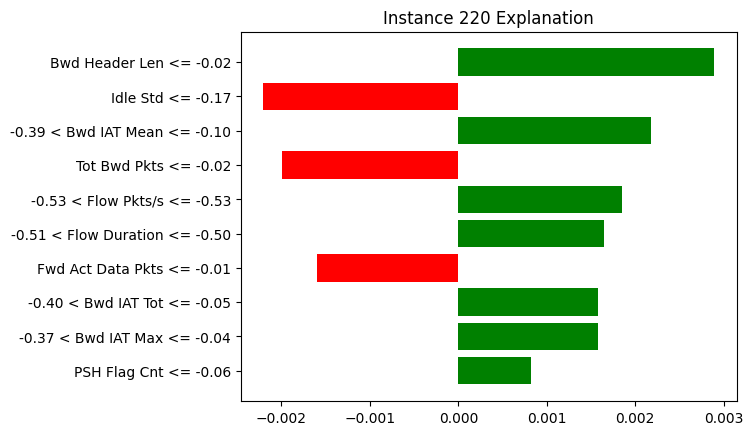 Instance 220 Explanation
Bwd Header Len <= -0.02
Idle Std <= -0.17
-0.39 < Bwd IAT Mean <= -0.10
Tot Bwd Pkts <= -0.02
-0.53 < Flow Pkts/s <= -0.53
-0.51 < Flow Duration <= -0.50
Fwd Act Data Pkts <= -0.01
-0.40 < Bwd IAT Tot <= -0.05
-0.37 < Bwd IAT Max <= -0.04
PSH Flag Cnt <= -0.06
−0.002 −0.001 0.000 0.001 0.002 0.003